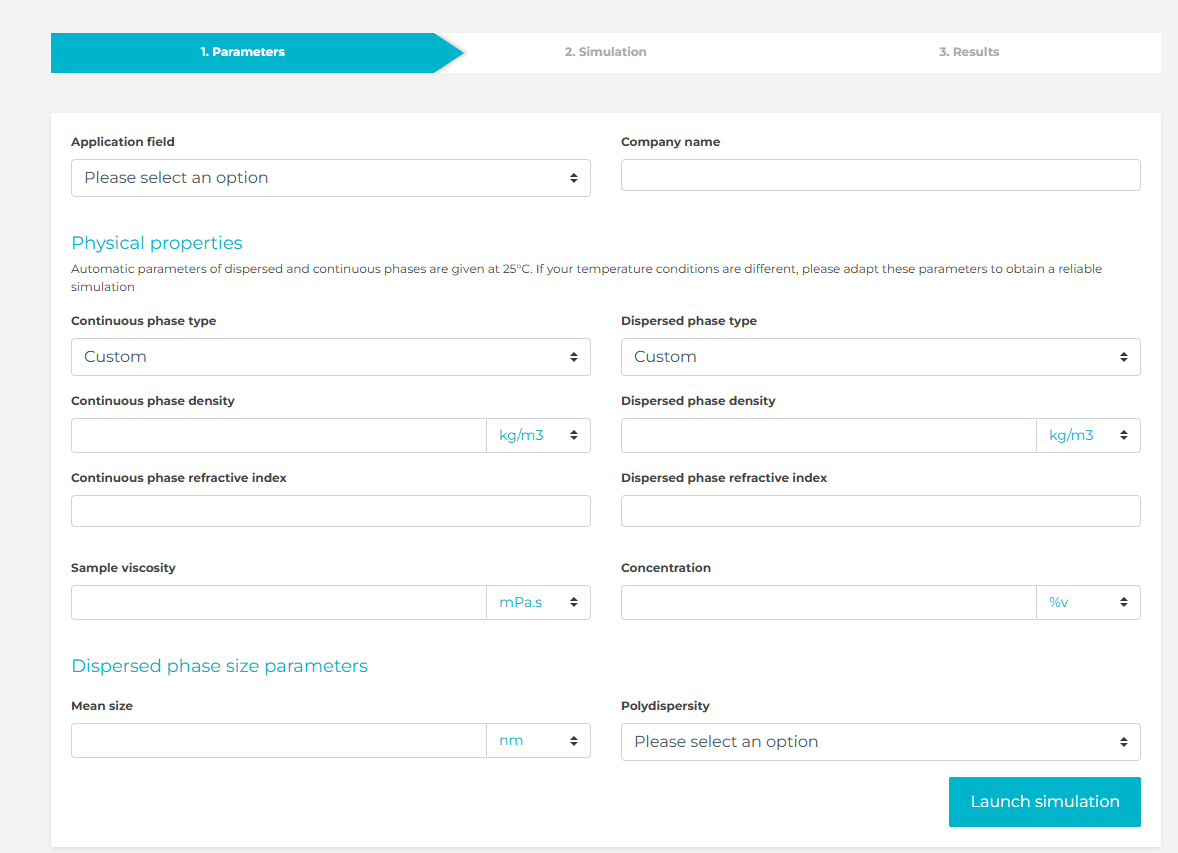 1. Parameters
2. Simulation
3. Results
Application field
Company name
Please select an option
Physical properties
Automatic parameters of dispersed and continuous phases are given at 25°C. If your temperature conditions are different, please adapt these parameters to obtain a reliable
simulation
Continuous phase type
Dispersed phase type
Custom
Custom
Continuous phase density
Dispersed phase density
kg/m3
kg/m3
Continuous phase refractive index
Dispersed phase refractive index
Sample viscosity
Concentration
mPa.s
%v
Dispersed phase size parameters
Mean size
Polydispersity
nm
Please select an option
Launch simulation